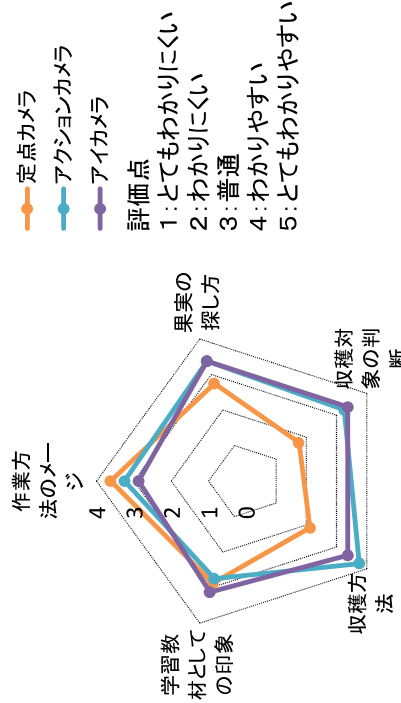 定点カメラ
アクションカメラ
アイカメラ
評価点
1:とてもわかりにくい
2:わかりにくい
3:普通
4:わかりやすい
5:とてもわかりやすい
作業方
法のメー
ジ
果実の
探し方
収穫対
象の判
断
収穫方
法
学習教
材として
の印象
4
3
2
1
0